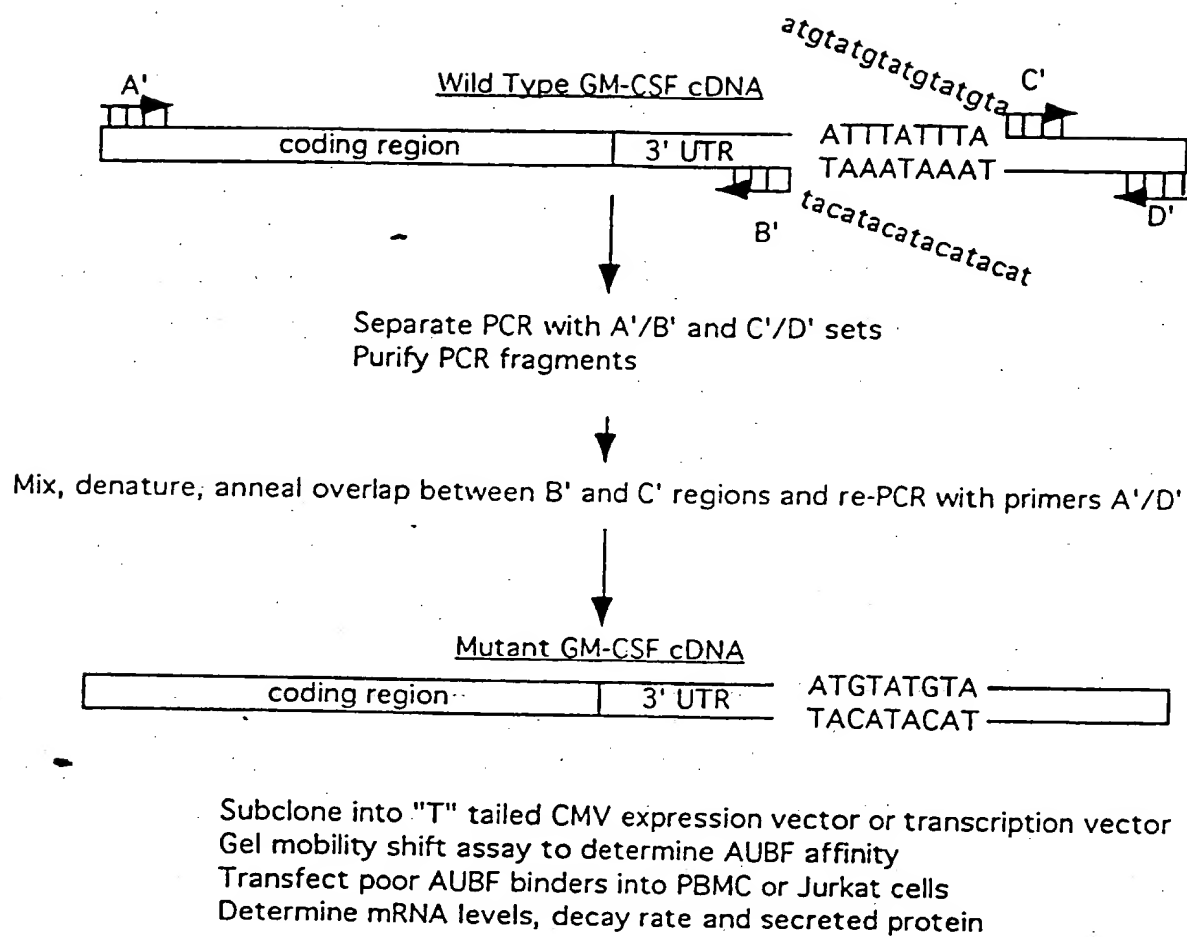 atgtatgtatgtatgta
A'
Wild Type GM-CSF cDNA
C'
coding region
3' UTR
ATTTATTTA
TAAATAAAT
B'
tacatacatacatacat
D'
Separate PCR with A'/B' and C'/D' sets
Purify PCR fragments
Mix, denature, anneal overlap between B' and C' regions and re-PCR with primers A'/D'
Mutant GM-CSF cDNA
coding region
3' UTR
ATGTATGTA
TACATACAT
Subclone into "T" tailed CMV expression vector or transcription vector
Gel mobility shift assay to determine AUBF affinity
Transfect poor AUBF binders into PBMC or Jurkat cells
Determine mRNA levels, decay rate and secreted protein